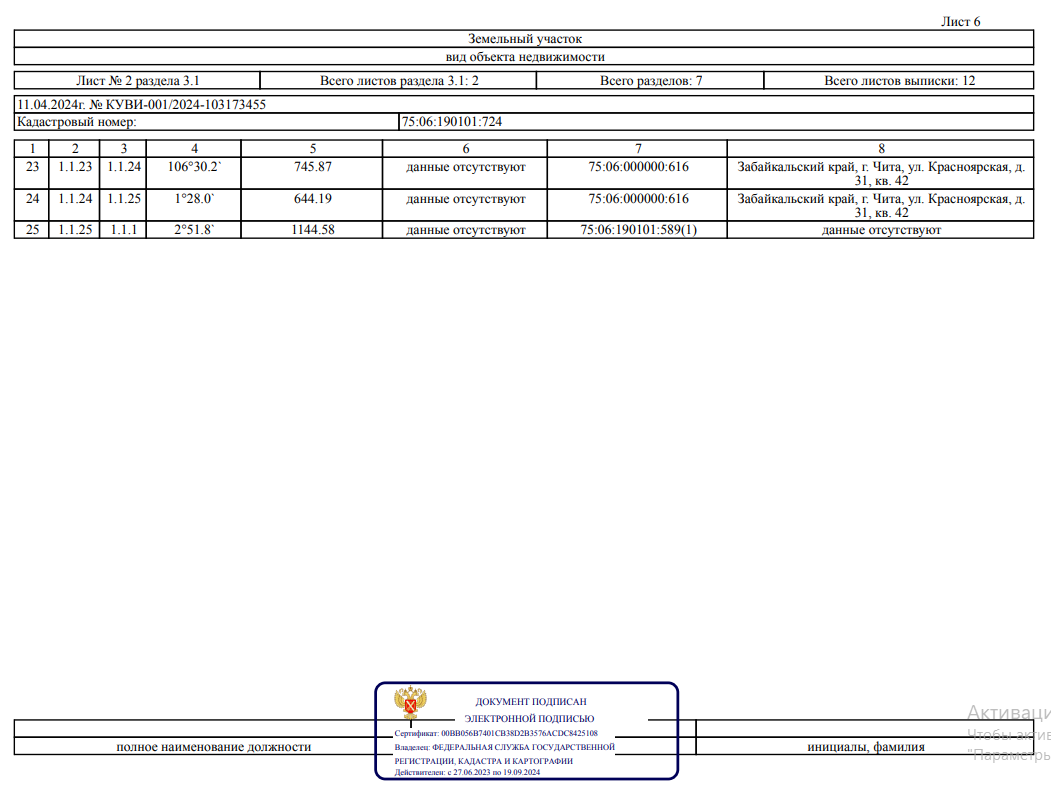 Лист 6
Земельный участок
вид объекта недвижимости
Лист № 2 раздела 3.1 Всего листов раздела 3.1: 2 Всего разделов: 7 Всего листов выписки: 12
11.04.2024г. № КУВИ-001/2024-103173455
Кадастровый номер: 75:06:190101:724
1 2 3 4 5 6 7 8
23 1.1.23 1.1.24 106°30.2` 745.87 данные отсутствуют 75:06:000000:616 Забайкальский край, г. Чита, ул. Красноярская, д.
31, кв. 42
24 1.1.24 1.1.25 1°28.0` 644.19 данные отсутствуют 75:06:000000:616 Забайкальский край, г. Чита, ул. Красноярская, д.
31, кв. 42
25 1.1.25 1.1.1 2°51.8` 1144.58 данные отсутствуют 75:06:190101:589(1) данные отсутствуют
ДОКУМЕНТ ПОДПИСАН
ЭЛЕКТРОННОЙ ПОДПИСЬЮ
Сертификат: 00BB056B7401CB38D2B3576ACDC8425108
Владелец: ФЕДЕРАЛЬНАЯ СЛУЖБА ГОСУДАРСТВЕННОЙ
РЕГИСТРАЦИИ, КАДАСТРА И КАРТОГРАФИИ
Действителен: с 27.06.2023 по 19.09.2024
полное наименование должности
инициалы, фамилия
Активаци
Чтобы актив
"Параметры